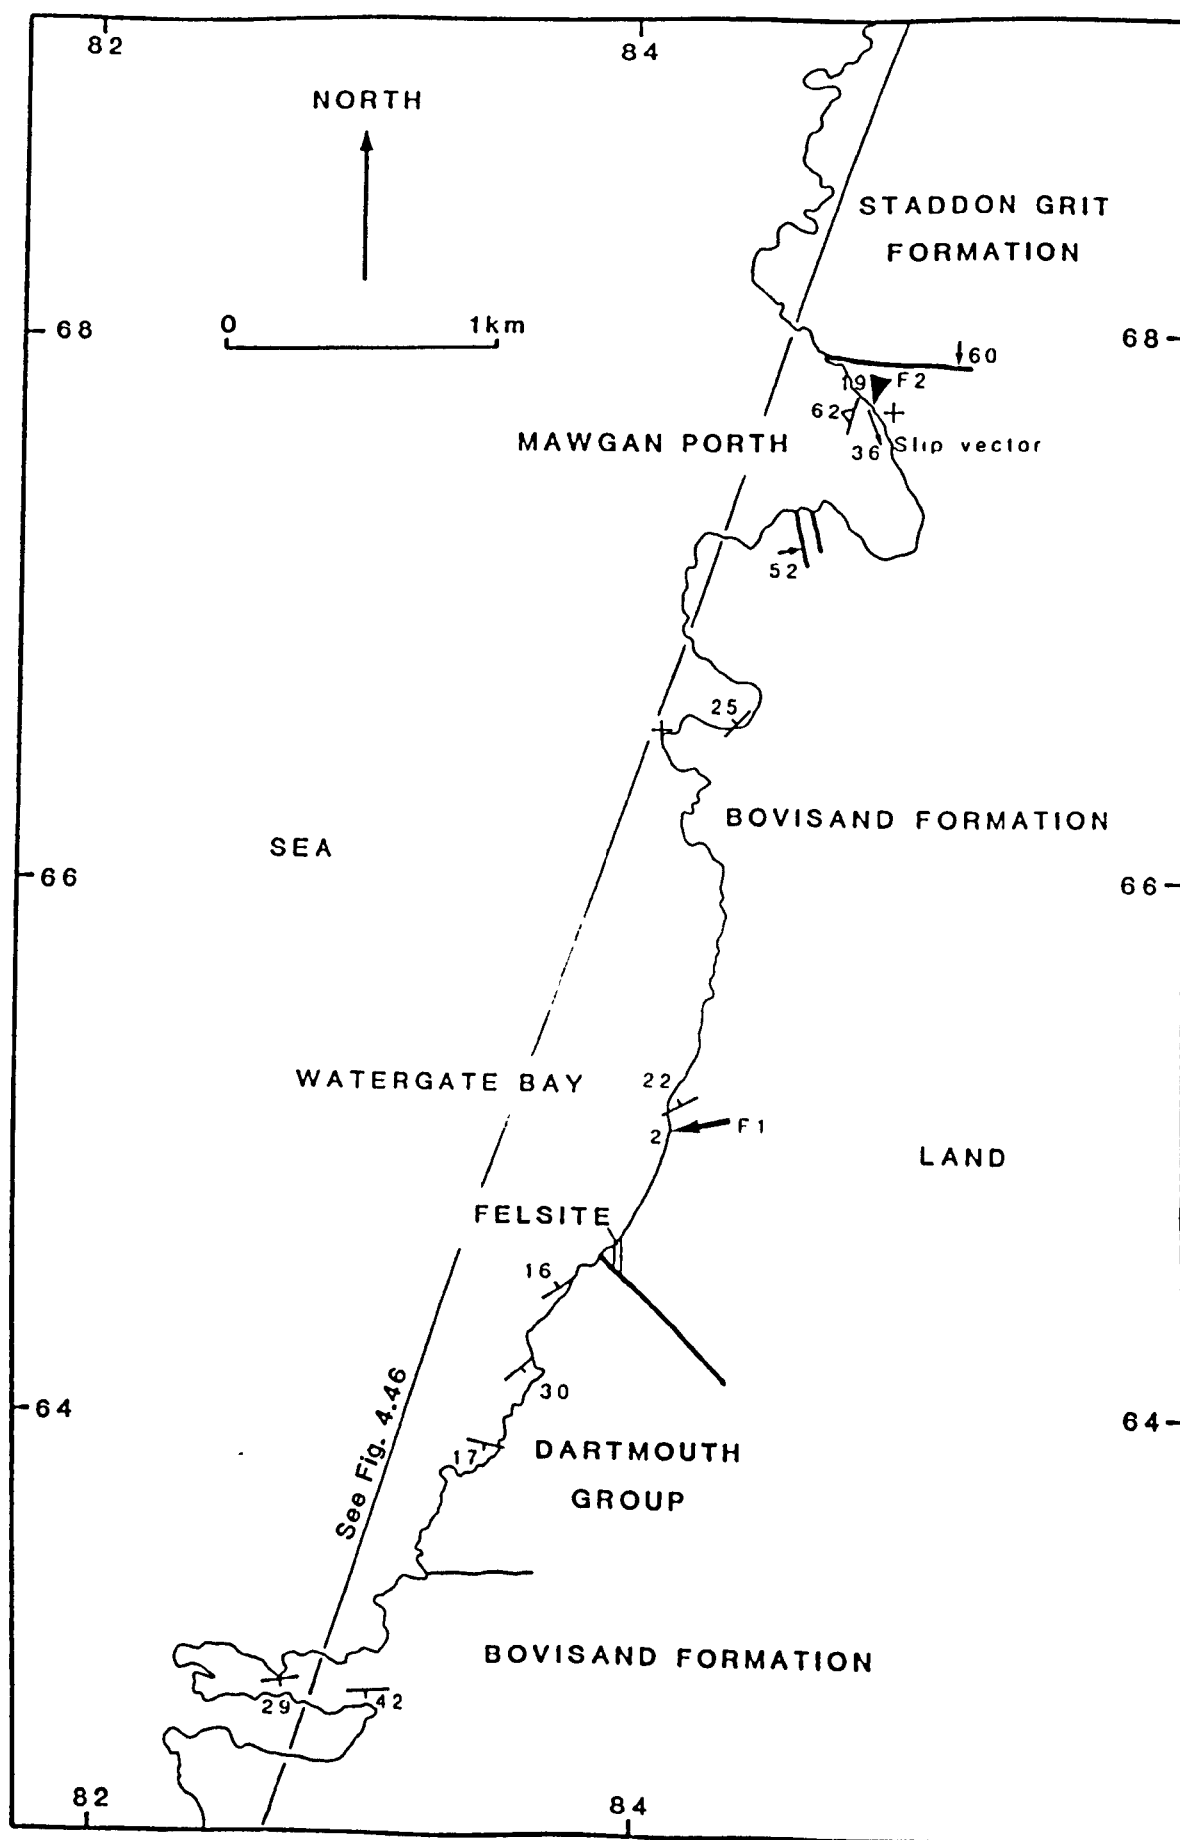 82
84
NORTH
STADDON GRIT
FORMATION
0
1km
68
68
60
19
F2
62
MAWGAN PORTH
36
Slip vector
52
25
BOVISAND FORMATION
SEA
66
66
WATERGATE BAY
22
2
F1
LAND
FELSITE
16
30
See Fig. 4.46
64
64
17
DARTMOUTH
GROUP
BOVISAND FORMATION
29
42
82
84